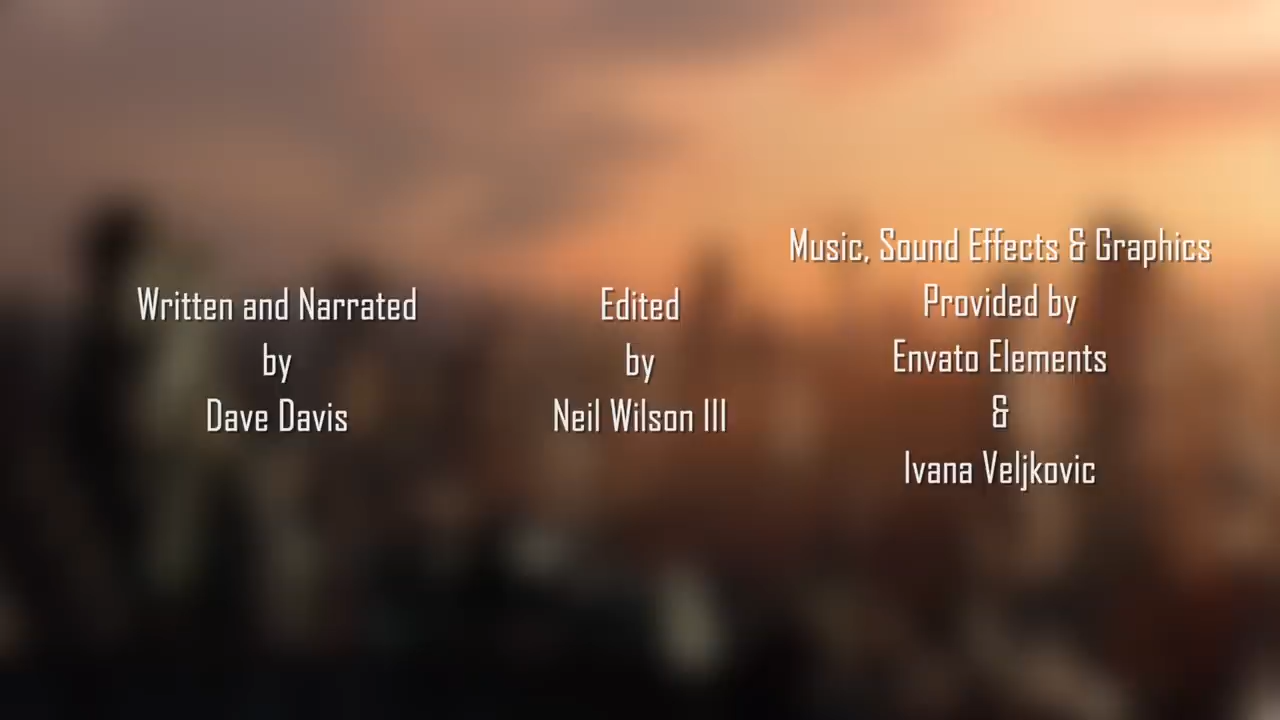 Written and Narrated
by
Dave Davis
Edited
by
Neil Wilson III
Music, Sound Effects & Graphics
Provided by
Envato Elements
&
Ivana Veljkovic